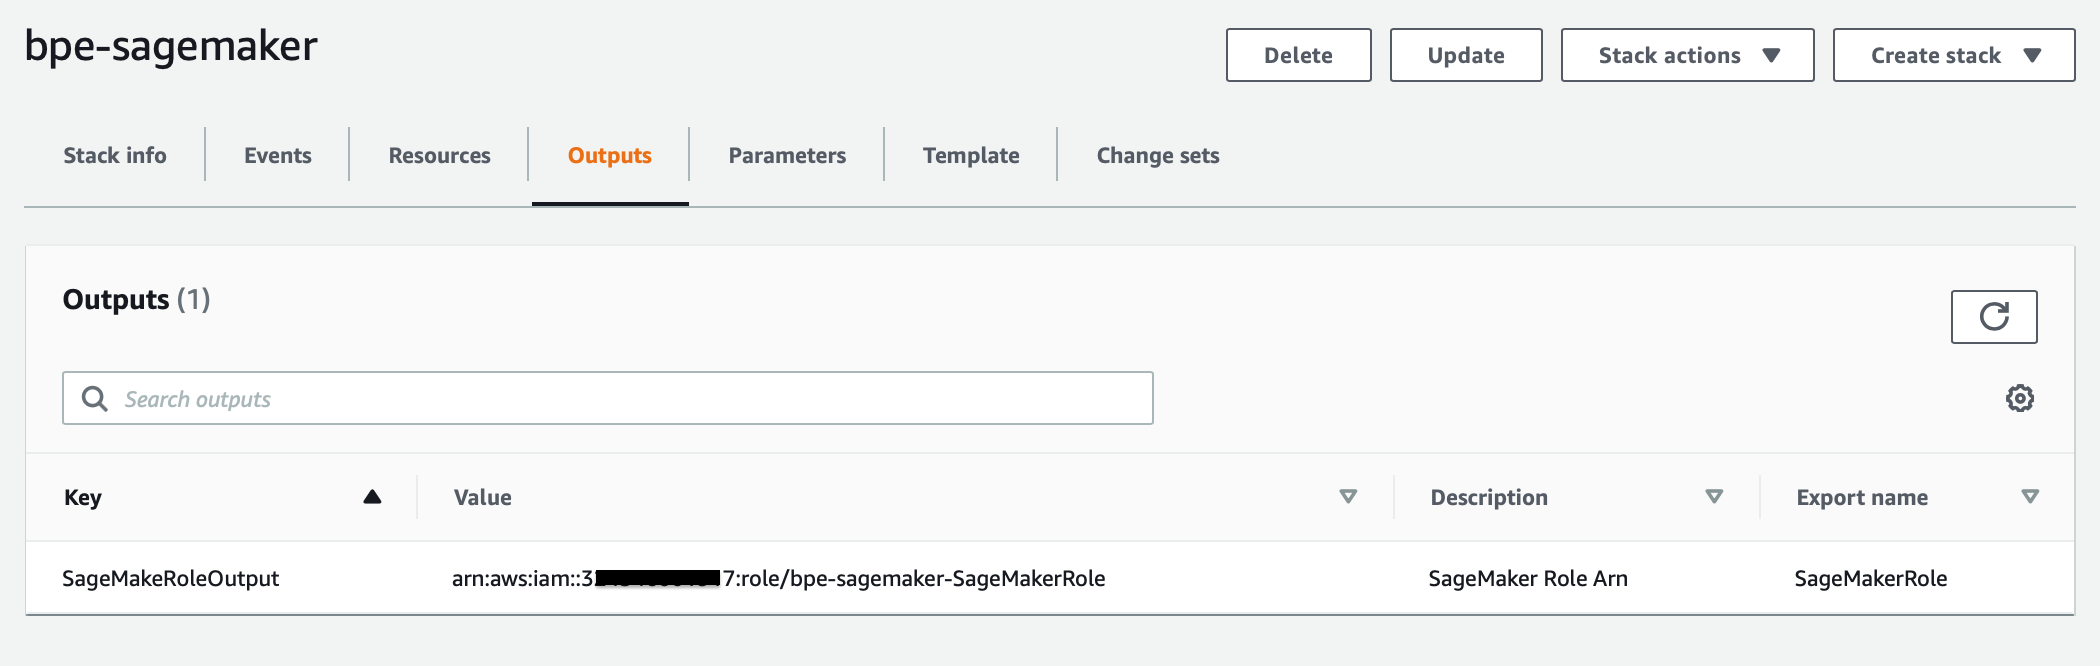 bpe-sagemaker
Delete Update Stack actions Create stack
Stack info Events Resources Outputs Parameters Template Change sets
Outputs (1)
Search outputs
Key Value Description Export name
SageMakeRoleOutput arn:aws:iam::3 7:role/bpe-sagemaker-SageMakerRole SageMaker Role Arn SageMakerRole